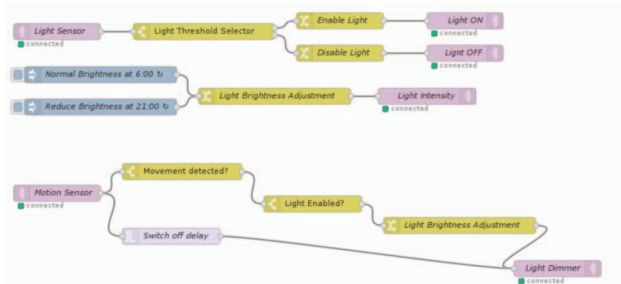 Light Sensor
connected
Light Threshold Selector
Enable Light
Light ON
connected
Disable Light
Light OFF
connected
Normal Brightness at 6:00 ↻
Reduce Brightness at 21:00 ↻
Light Brightness Adjustment
Light Intensity
connected
Motion Sensor
connected
Movement detected?
Light Enabled?
Light Brightness Adjustment
Switch off delay
Light Dimmer
connected